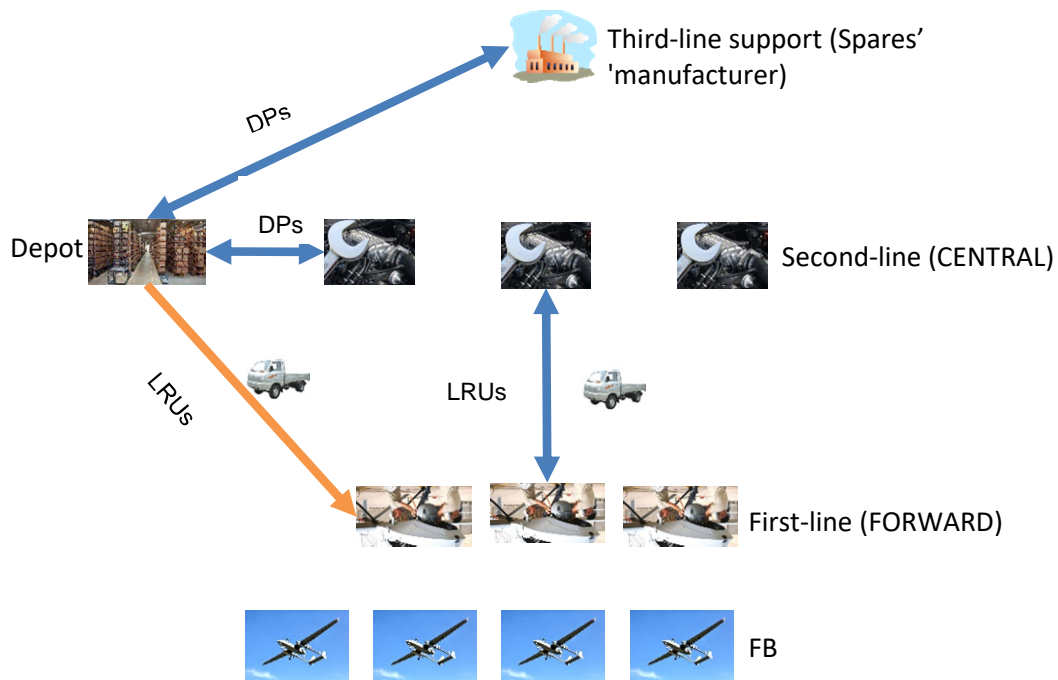 Third-line support (Spares’
'manufacturer)
DPs
Depot
DPs
Second-line (CENTRAL)
LRUs
LRUs
First-line (FORWARD)
FB